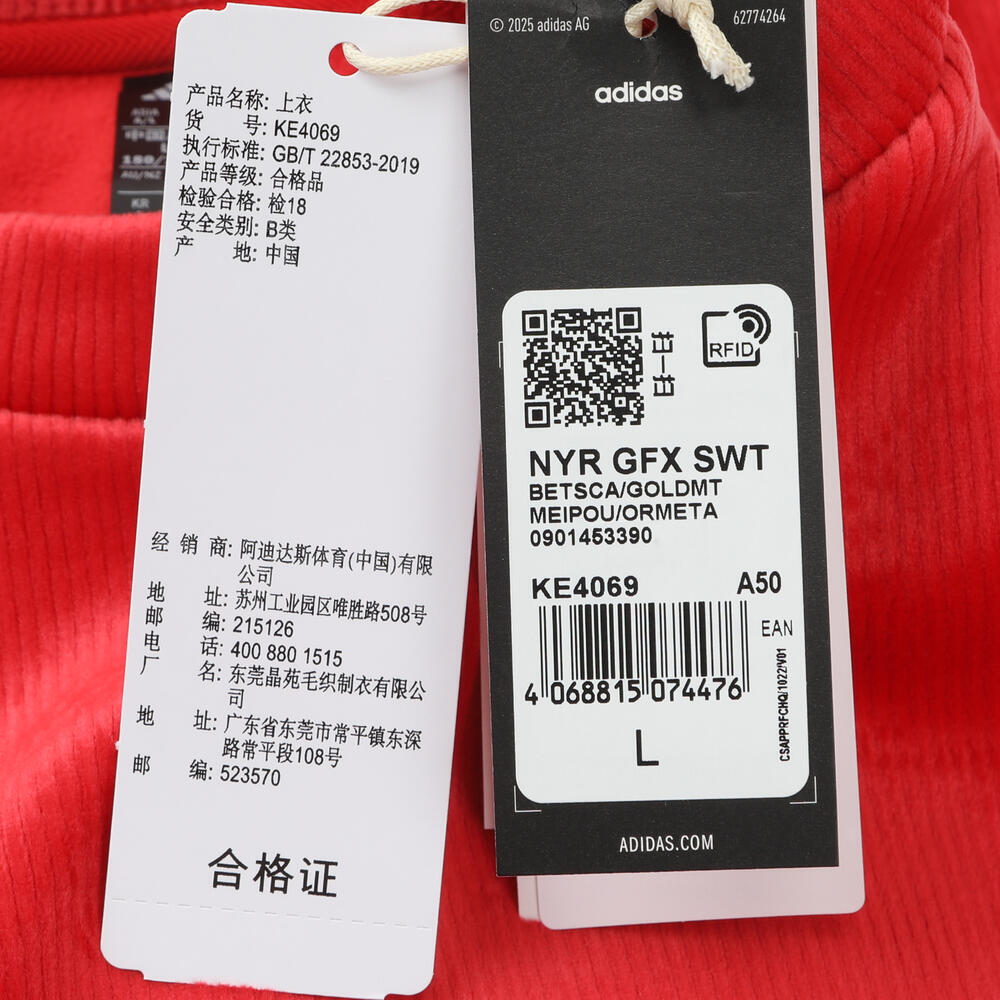 产品名称: 上衣
货 号: KE4069
执行标准: GB/T 22853-2019
产品等级: 合格品
检验合格: 检18
安全类别: B类
产 地: 中国
经 销 商: 阿迪达斯体育(中国)有限
公司
地 址: 苏州工业园区唯胜路508号
邮 编: 215126
电 话: 400 880 1515
厂 名: 东莞晶苑毛织制衣有限公
司
地 址: 广东省东莞市常平镇东深
路常平段108号
邮 编: 523570
合格证
© 2025 adidas AG
62774264
adidas
扫一扫
RFID
NYR GFX SWT
BETSCA/GOLDMT
MEIPOU/ORMETA
0901453390
KE4069 A50
EAN
4 068815 074476
CSAPPRFCHQ/1022/V01
L
ADIDAS.COM